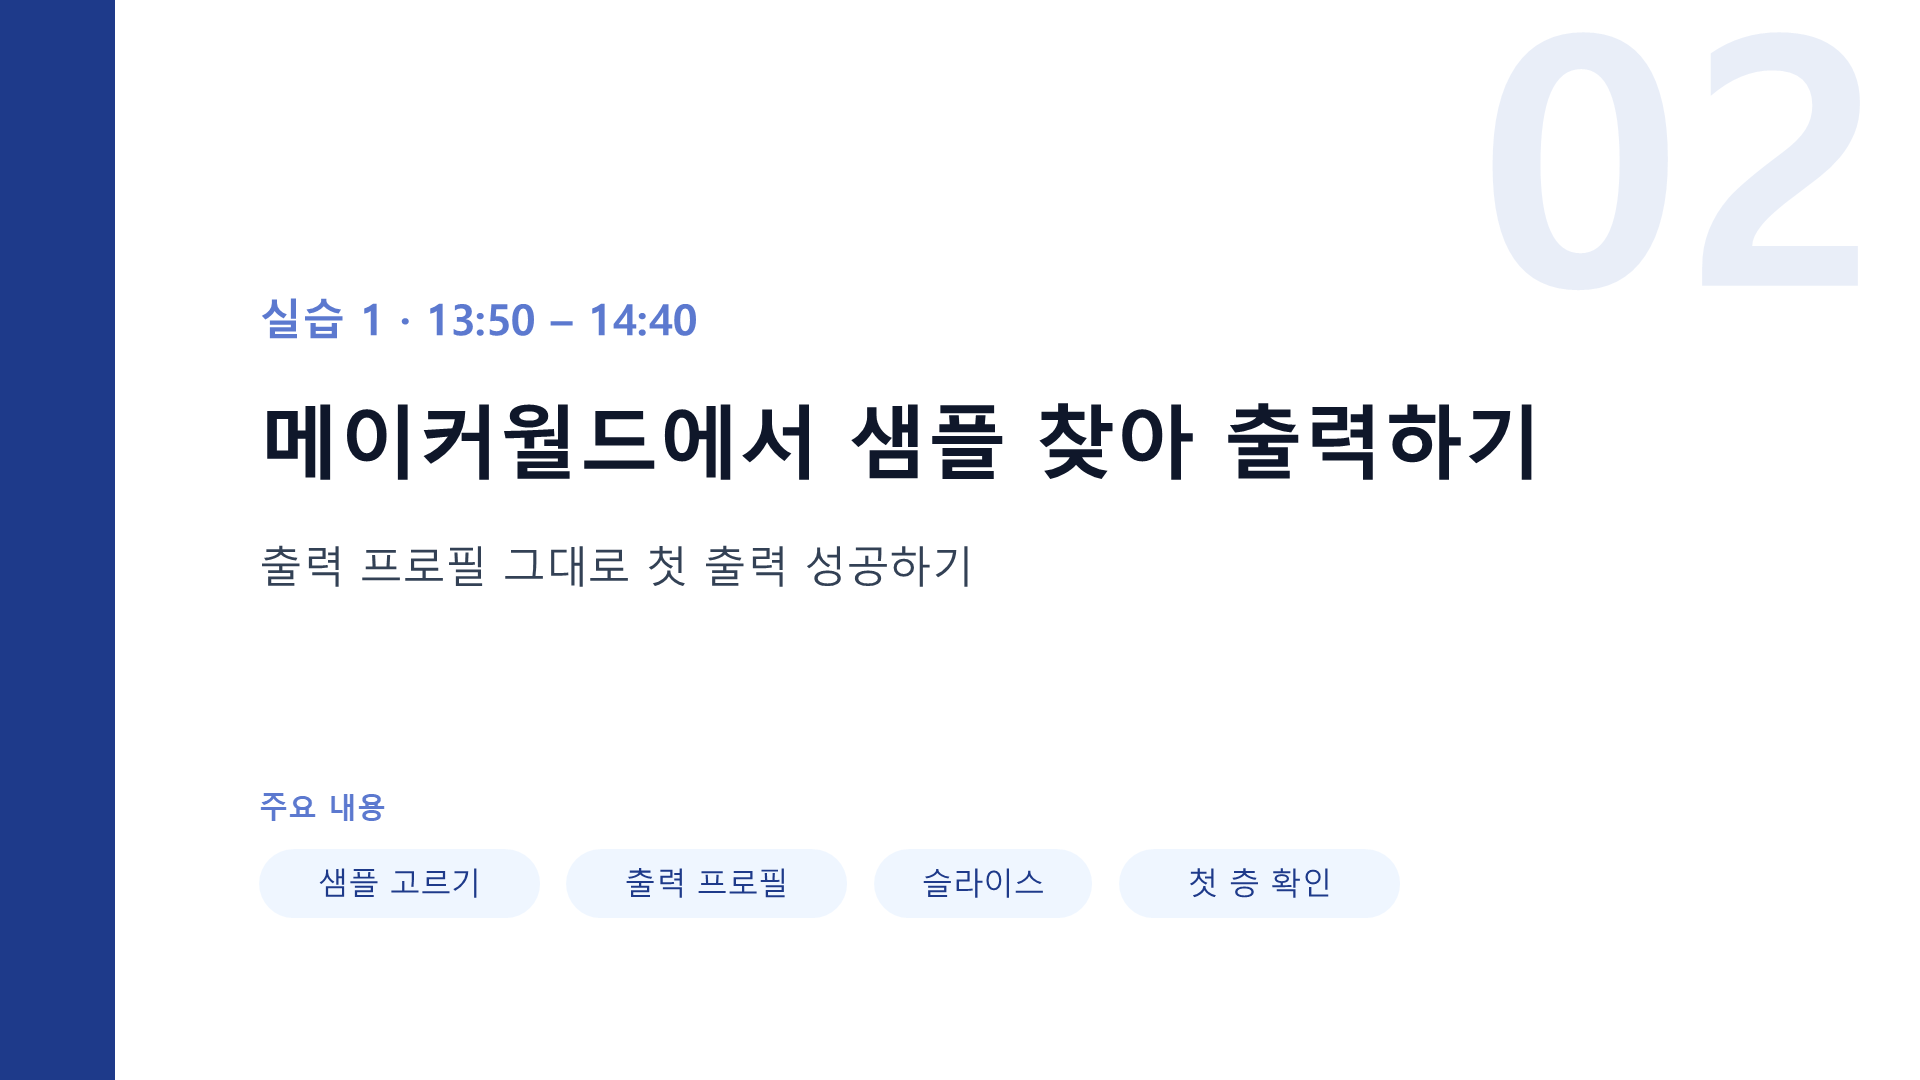 02
실습 1 · 13:50 – 14:40
메이커월드에서 샘플 찾아 출력하기
출력 프로필 그대로 첫 출력 성공하기
주요 내용
샘플 고르기
출력 프로필
슬라이스
첫 층 확인